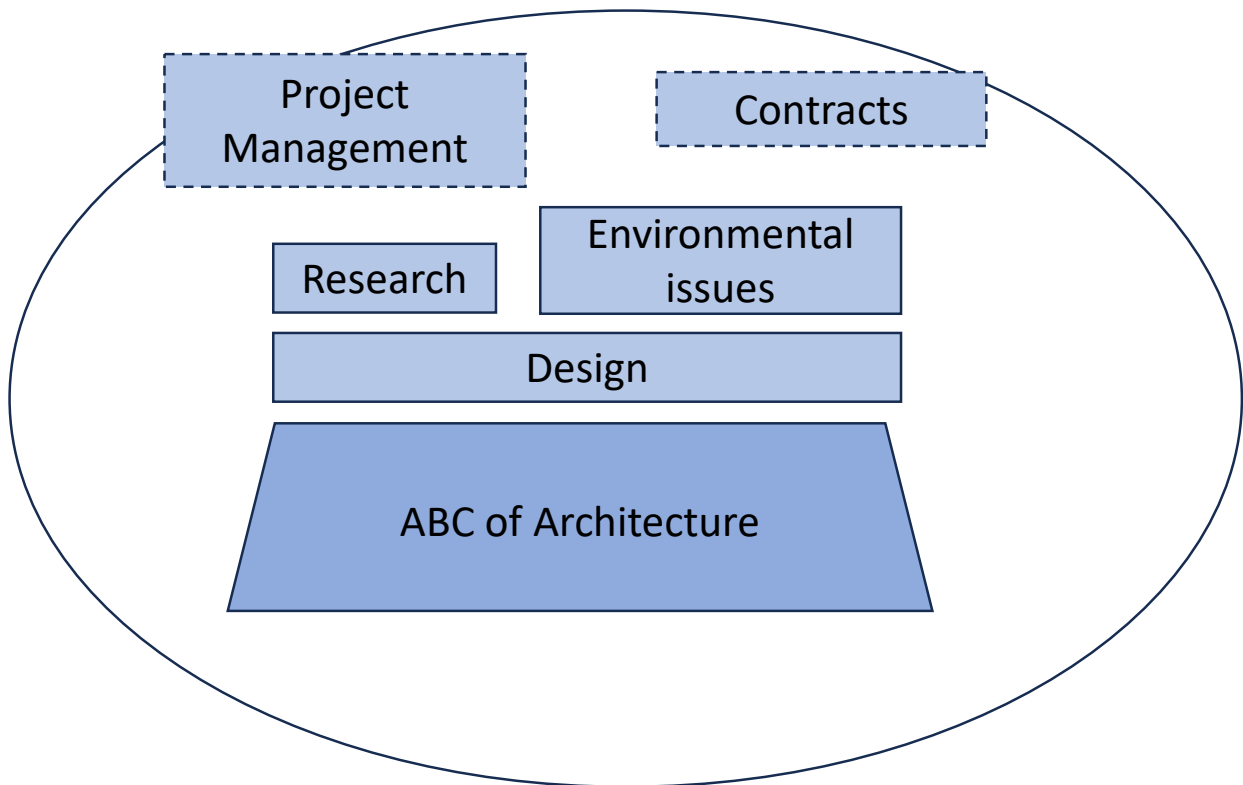 Project
Management
Contracts
Environmental
issues
Research
Design
ABC of Architecture